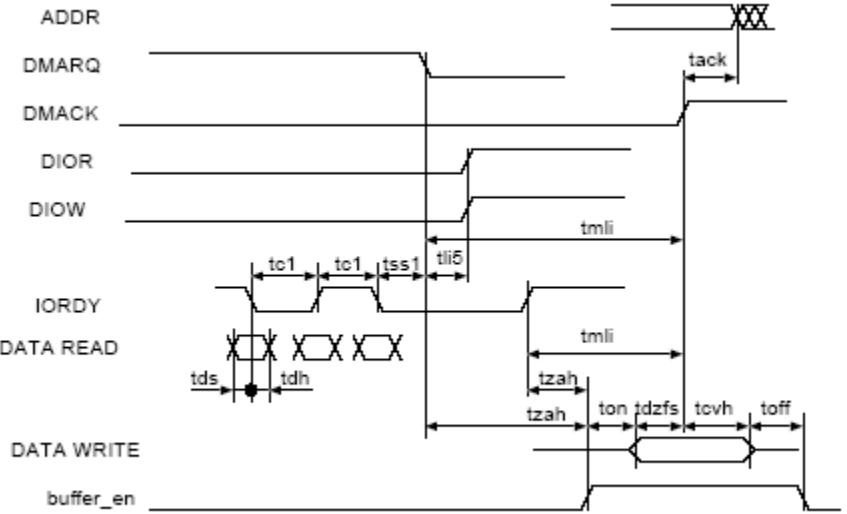 ADDR
DMARQ
tack
DMACK
DIOR
DIOW
tmli
tc1 tc1 tss1 tli5
IORDY
tmli
DATA READ
tds tdh tzah
tzah ton tdzfs tcvh toff
DATA WRITE
buffer_en